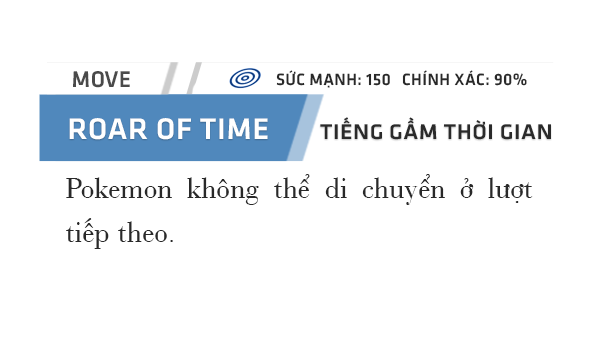 MOVE SỨC MẠNH: 150 CHÍNH XÁC: 90%
ROAR OF TIME TIẾNG GẦM THỜI GIAN
Pokemon không thể di chuyển ở lượt
tiếp theo.